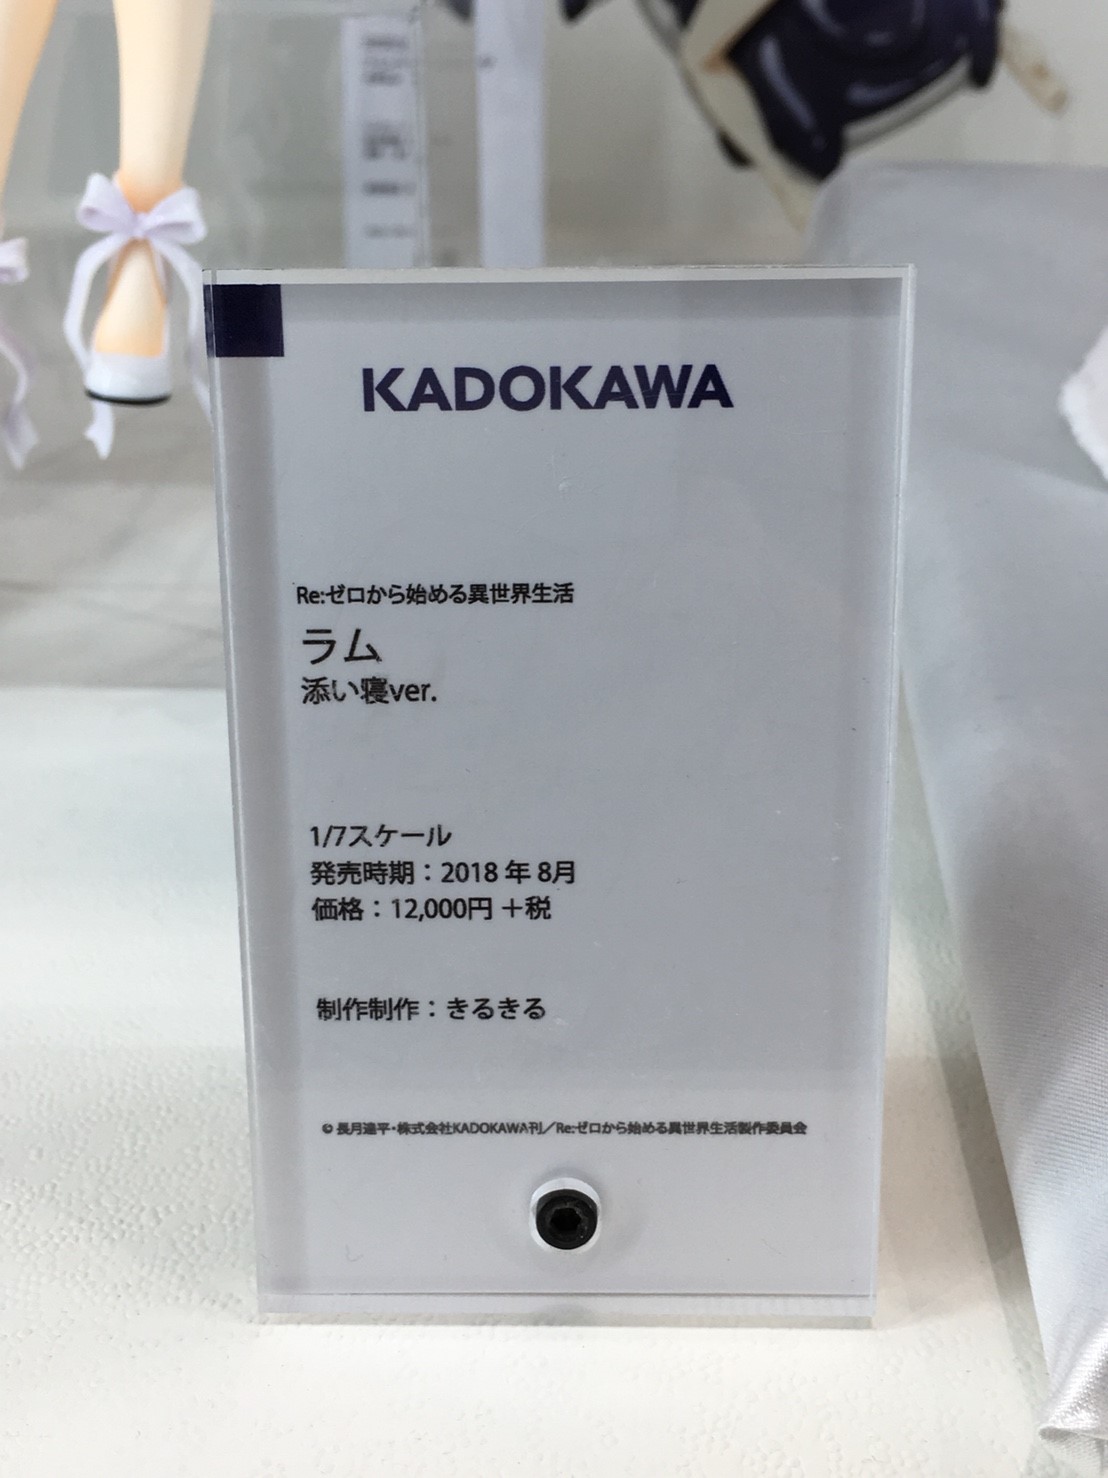 KADOKAWA
Re:ゼロから始める異世界生活
ラム
添い寝ver.
1/7スケール
発売時期：2018 年 8月
価格：12,000円 +税
制作制作：きるきる
© 長月達平・株式会社KADOKAWA刊／Re:ゼロから始める異世界生活製作委員会